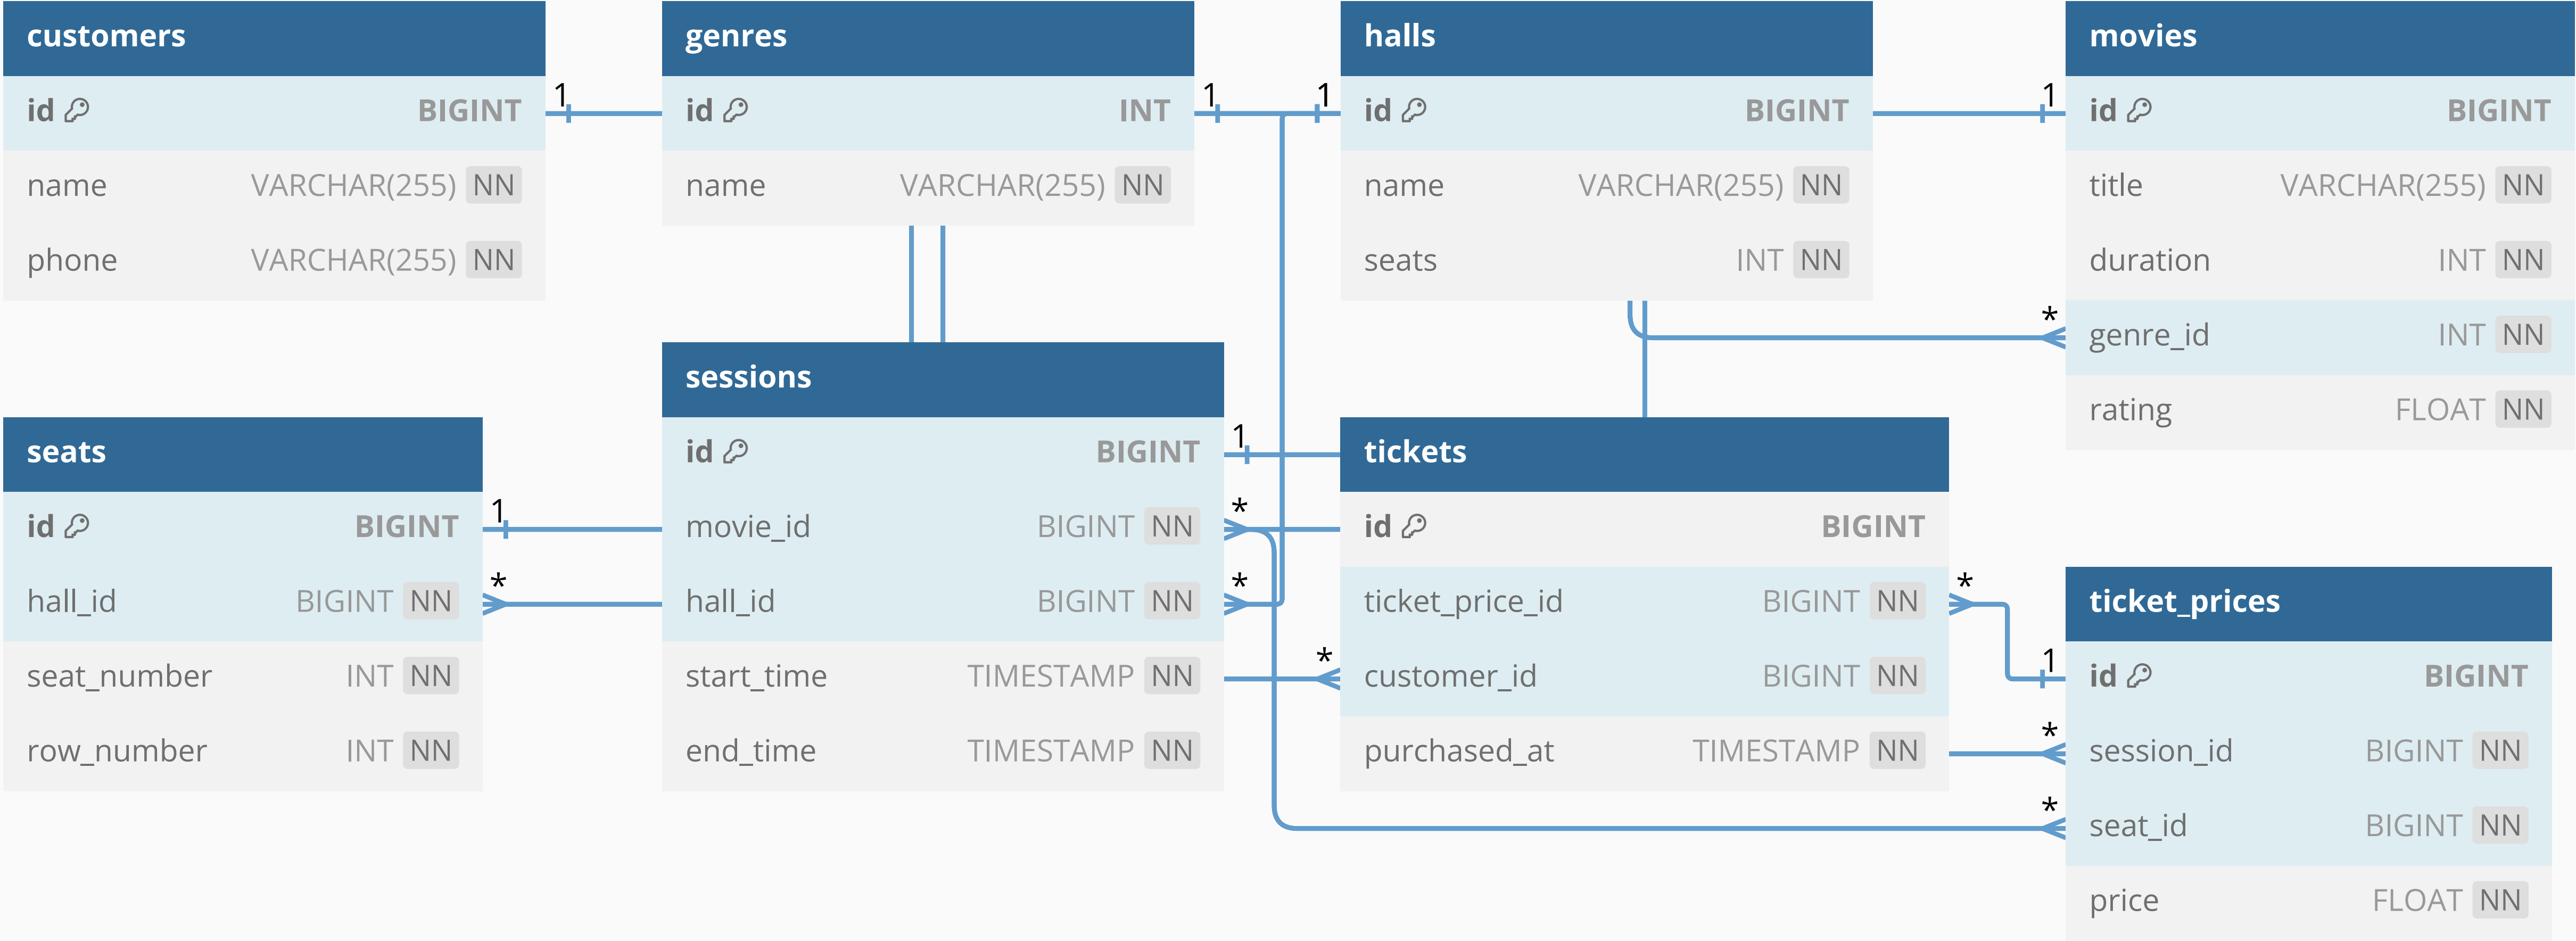 customers
id BIGINT
name VARCHAR(255) NN
phone VARCHAR(255) NN
1
genres
id INT
name VARCHAR(255) NN
1
1
halls
id BIGINT
name VARCHAR(255) NN
seats INT NN
1
movies
id BIGINT
title VARCHAR(255) NN
duration INT NN
*
genre_id INT NN
rating FLOAT NN
seats
id BIGINT
1
hall_id BIGINT NN
*
seat_number INT NN
row_number INT NN
sessions
id BIGINT
1
movie_id BIGINT NN
*
hall_id BIGINT NN
*
start_time TIMESTAMP NN
end_time TIMESTAMP NN
tickets
id BIGINT
ticket_price_id BIGINT NN
*
*
customer_id BIGINT NN
purchased_at TIMESTAMP NN
ticket_prices
1
id BIGINT
*
session_id BIGINT NN
*
seat_id BIGINT NN
price FLOAT NN